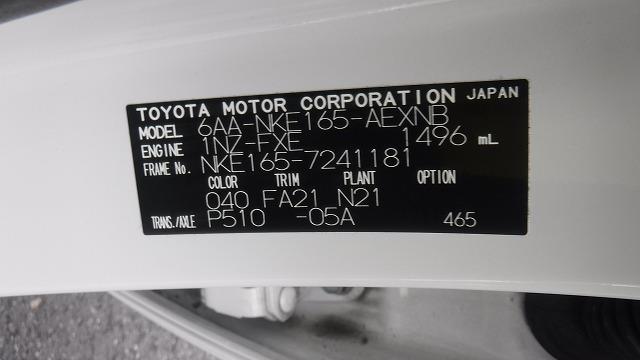 TOYOTA MOTOR CORPORATION JAPAN
MODEL 6AA-NKE165-AEXNB
ENGINE 1NZ-FXE 1496 mL
FRAME No. NKE165-7241181
COLOR TRIM PLANT OPTION
040 FA21 N21
TRANS./AXLE P510 -05A 465